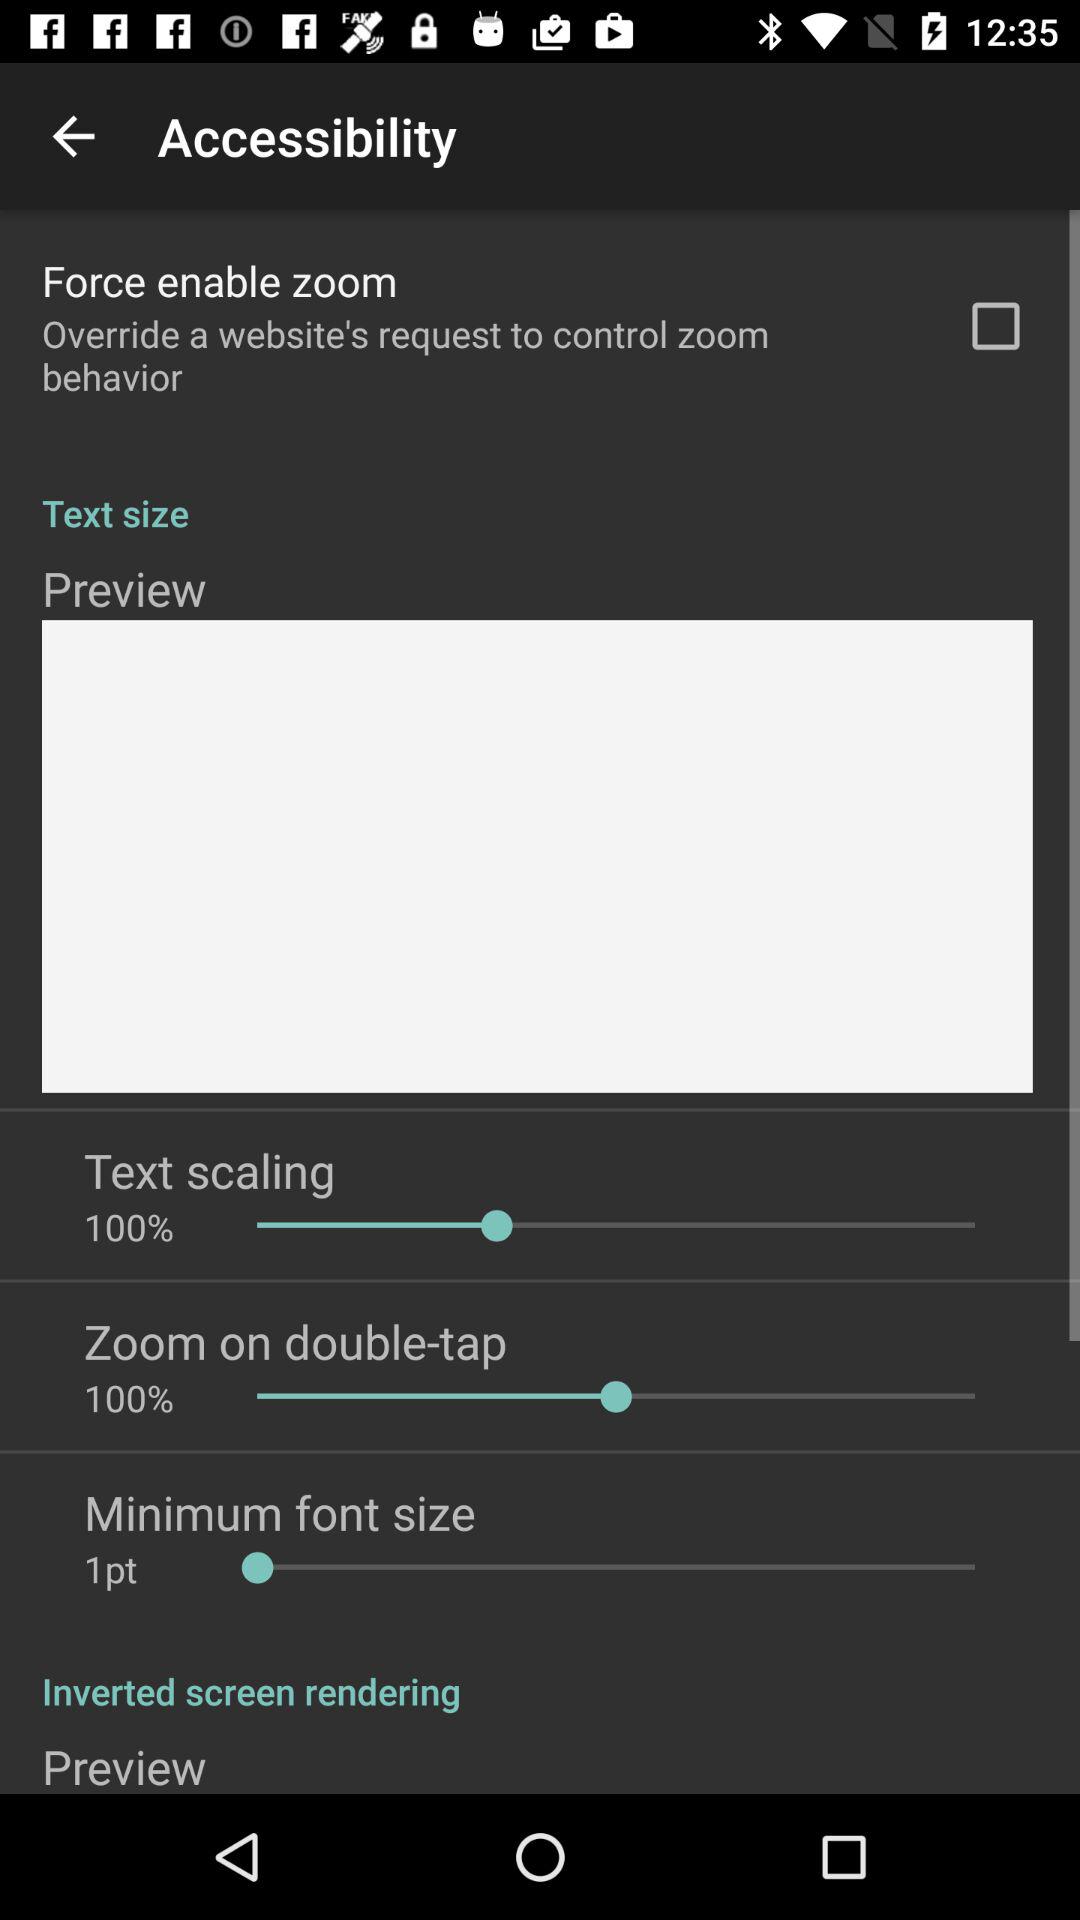 FAK
12:35
Accessibility
Force enable zoom
Override a website's request to control zoom
behavior
Text size
Preview
Text scaling
100%
Zoom on double-tap
100%
Minimum font size
1pt
Inverted screen rendering
Preview